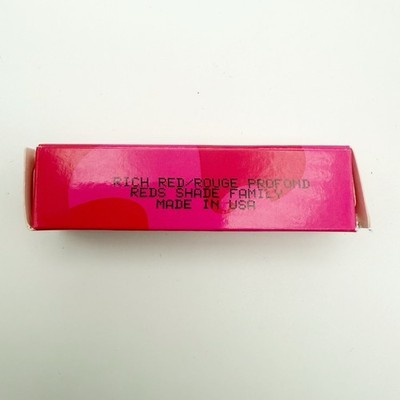 RICH RED/ROUGE PROFOND
REDS SHADE FAMILY
MADE IN USA